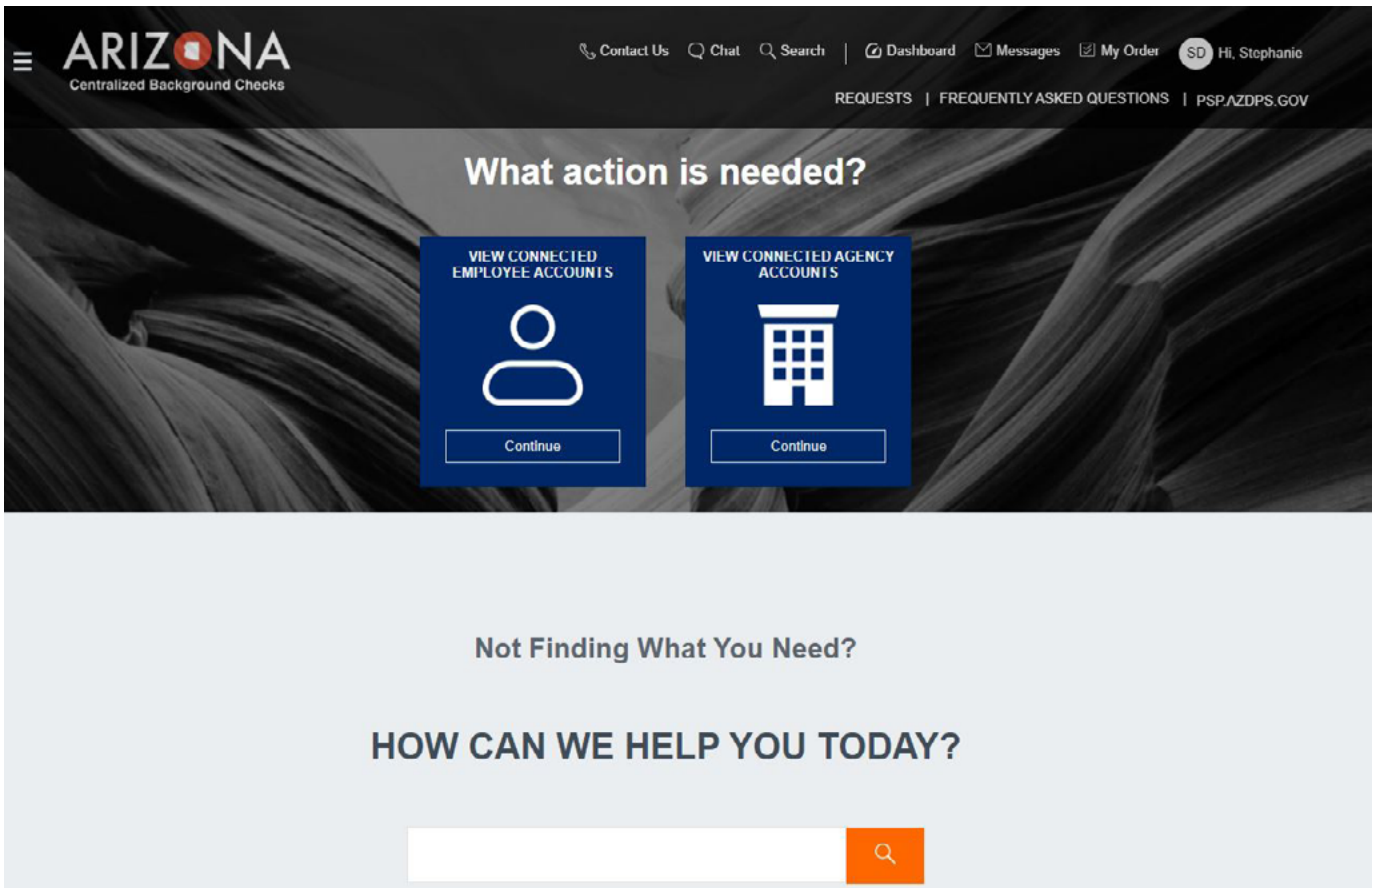 ARIZONA
Centralized Background Checks
Contact Us Chat Search | Dashboard Messages My Order SD Hi, Stephanie
REQUESTS | FREQUENTLY ASKED QUESTIONS | PSP.AZDPS.GOV
What action is needed?
VIEW CONNECTED
EMPLOYEE ACCOUNTS
Continue
VIEW CONNECTED AGENCY
ACCOUNTS
Continue
Not Finding What You Need?
HOW CAN WE HELP YOU TODAY?